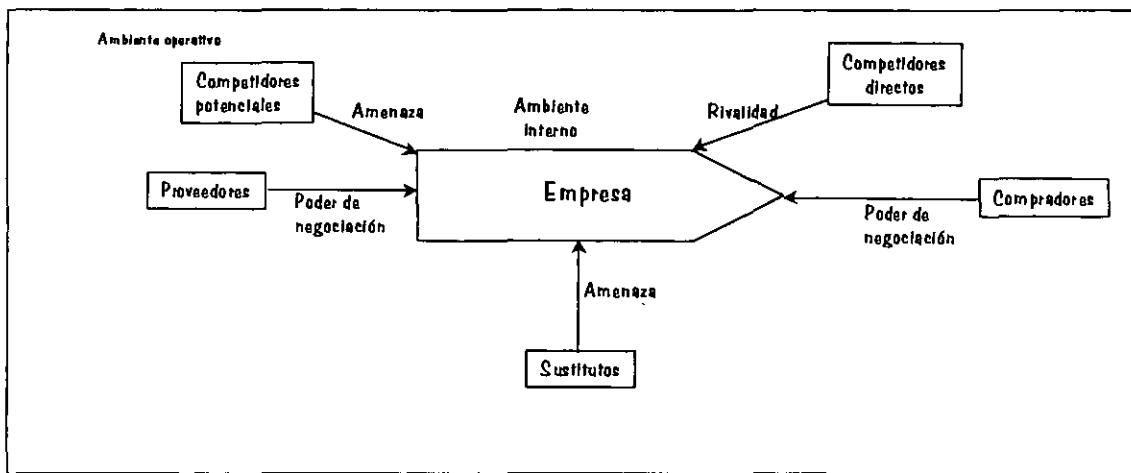 Ambiente operativo
Competidores
potenciales
Amenaza
Ambiente
Interno
Rivalidad
Competidores
directos
Proveedores
Poder de
negociación
Empresa
Poder de
negociación
Compradores
Amenaza
Sustitutos